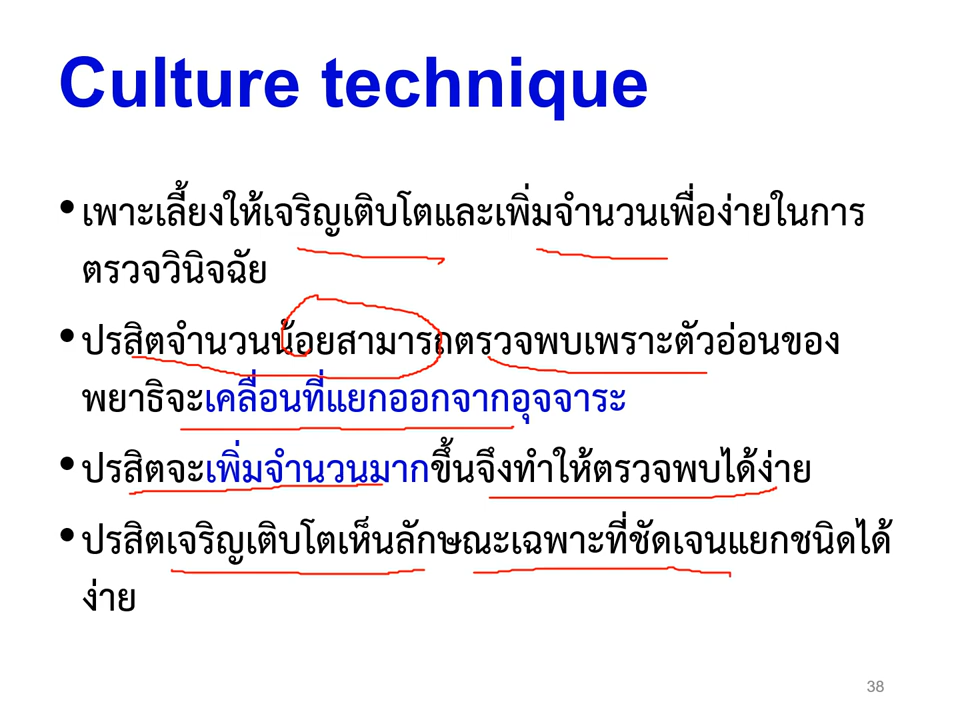 Culture technique
•เพาะเลี้ยงให้เจริญเติบโตและเพิ่มจำนวนเพื่อง่ายในการ
ตรวจวินิจฉัย
•ปรสิตจำนวนน้อยสามารถตรวจพบเพราะตัวอ่อนของ
พยาธิจะเคลื่อนที่แยกออกจากอุจจาระ
•ปรสิตจะเพิ่มจำนวนมากขึ้นจึงทำให้ตรวจพบได้ง่าย
•ปรสิตเจริญเติบโตเห็นลักษณะเฉพาะที่ชัดเจนแยกชนิดได้
ง่าย
38